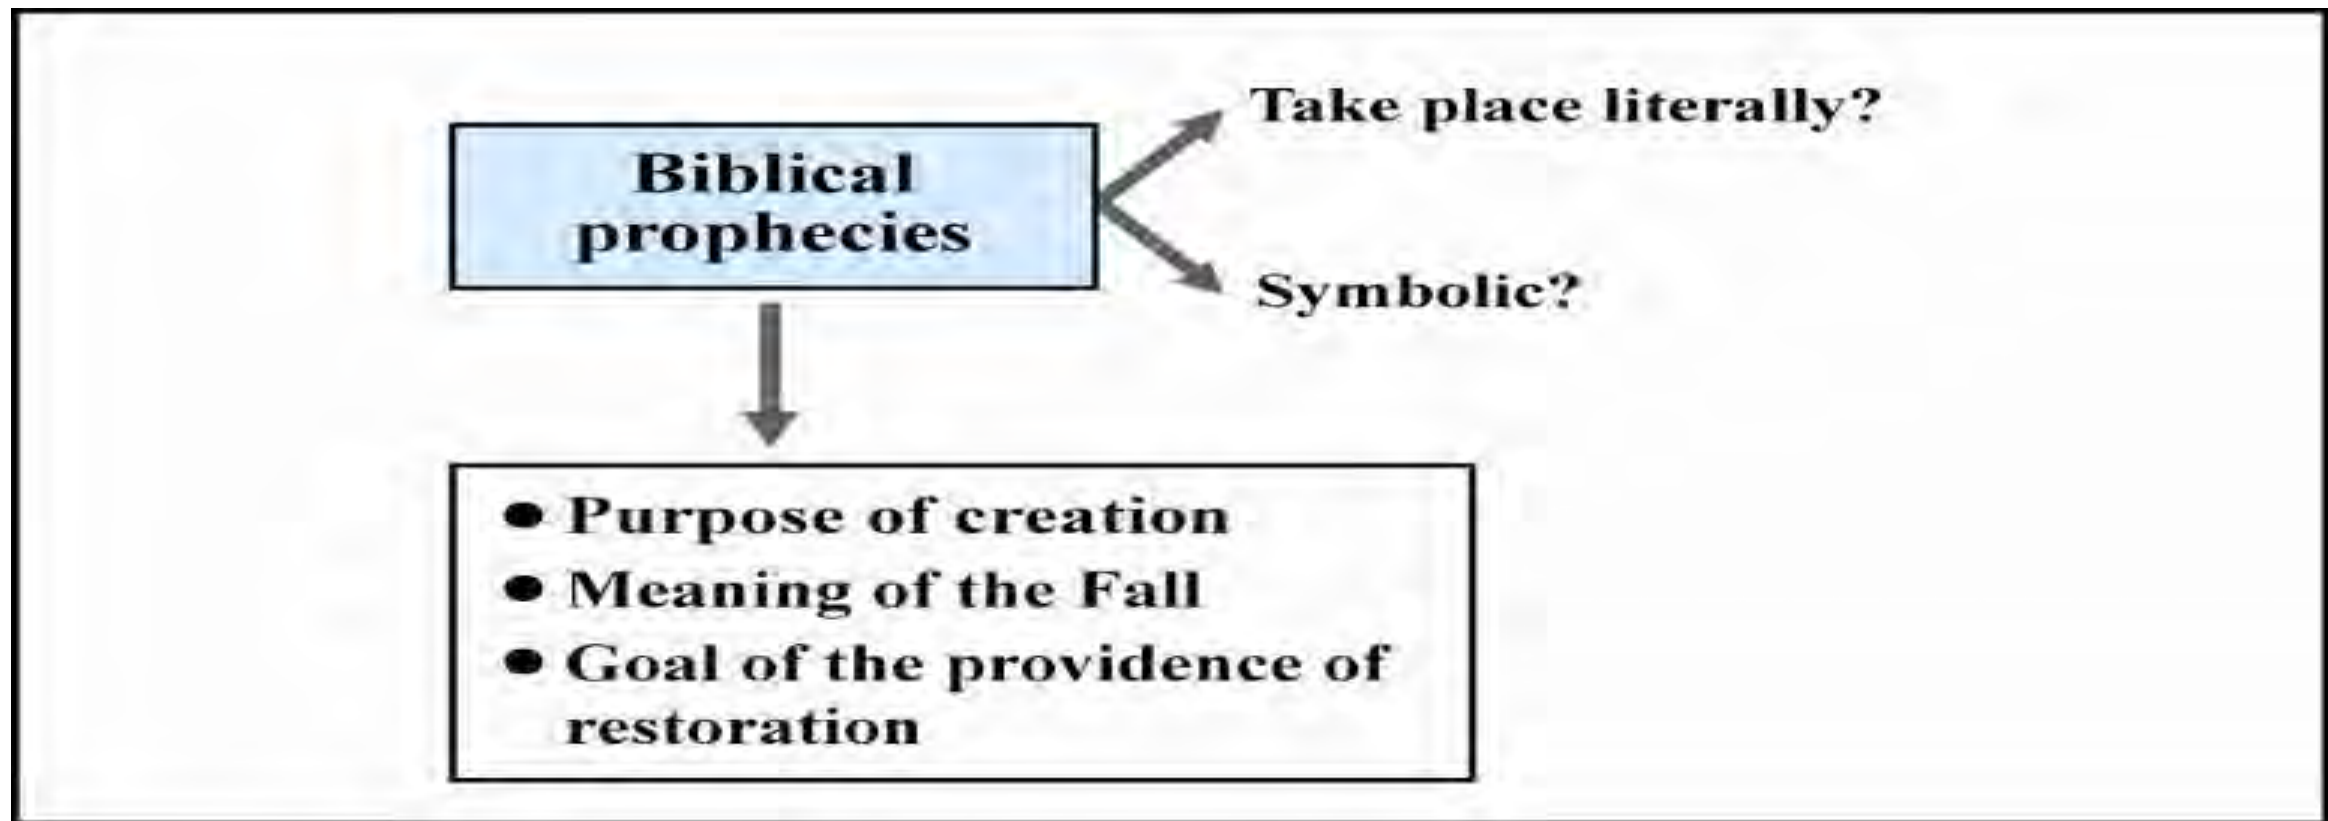 Take place literally?
Biblical
prophecies
Symbolic?
● Purpose of creation
● Meaning of the Fall
● Goal of the providence of
restoration